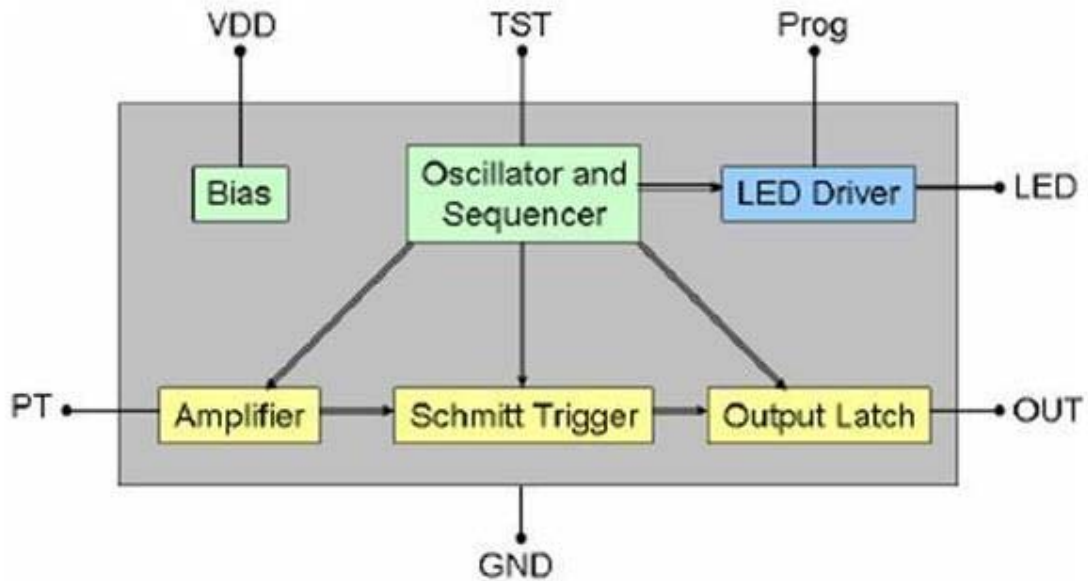 VDD
TST
Prog
Bias
Oscillator and
Sequencer
LED Driver
LED
PT
Amplifier
Schmitt Trigger
Output Latch
OUT
GND